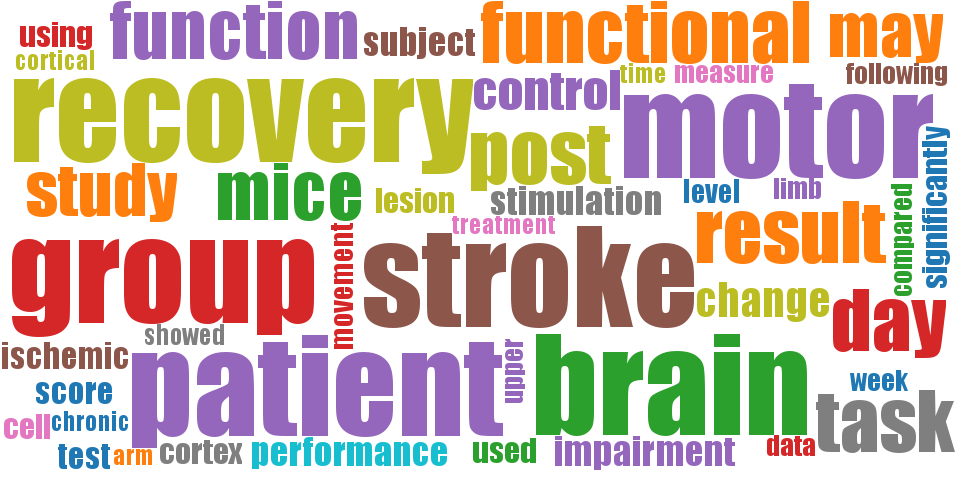 using
function
subject
functional
may
cortical
recovery
control
time
measure
following
motor
post
significantly
study
mice
lesion
stimulation
level
limb
compared
treatment
result
group
movement
stroke
change
day
showed
ischemic
patient
upper
brain
week
score
task
cell
chronic
test
arm
cortex
performance
used
impairment
data